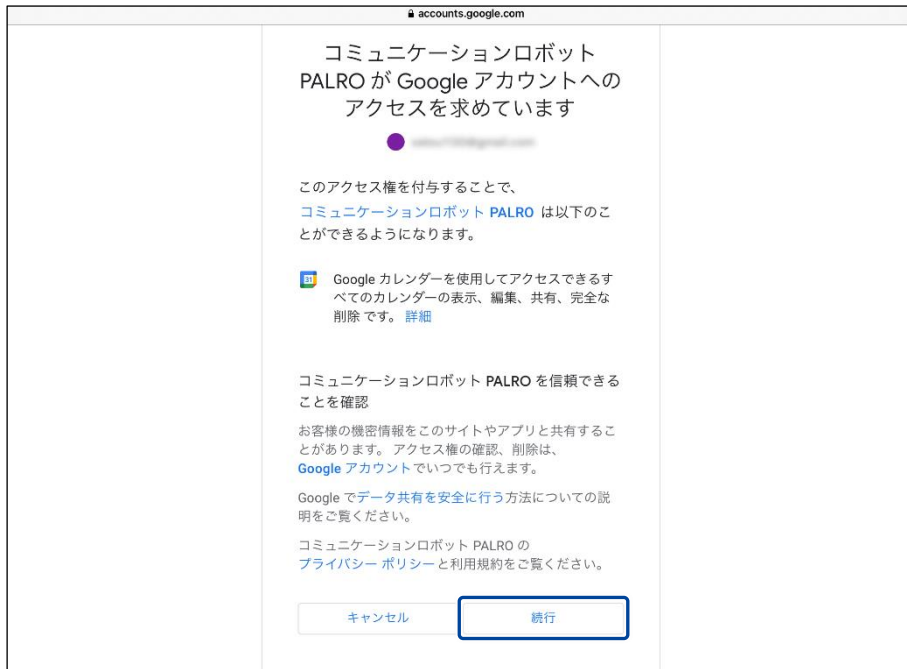 accounts.google.com
コミュニケーションロボット
PALRO が Google アカウントへの
アクセスを求めています
このアクセス権を付与することで、
コミュニケーションロボット PALRO は以下のこ
とができるようになります。
31
Google カレンダーを使用してアクセスできるす
べてのカレンダーの表示、編集、共有、完全な
削除 です。 詳細
コミュニケーションロボット PALRO を信頼できる
ことを確認
お客様の機密情報をこのサイトやアプリと共有するこ
とがあります。 アクセス権の確認、削除は、
Google アカウントでいつでも行えます。
Google でデータ共有を安全に行う方法についての説
明をご覧ください。
コミュニケーションロボット PALRO の
プライバシー ポリシーと利用規約をご覧ください。
キャンセル
続行